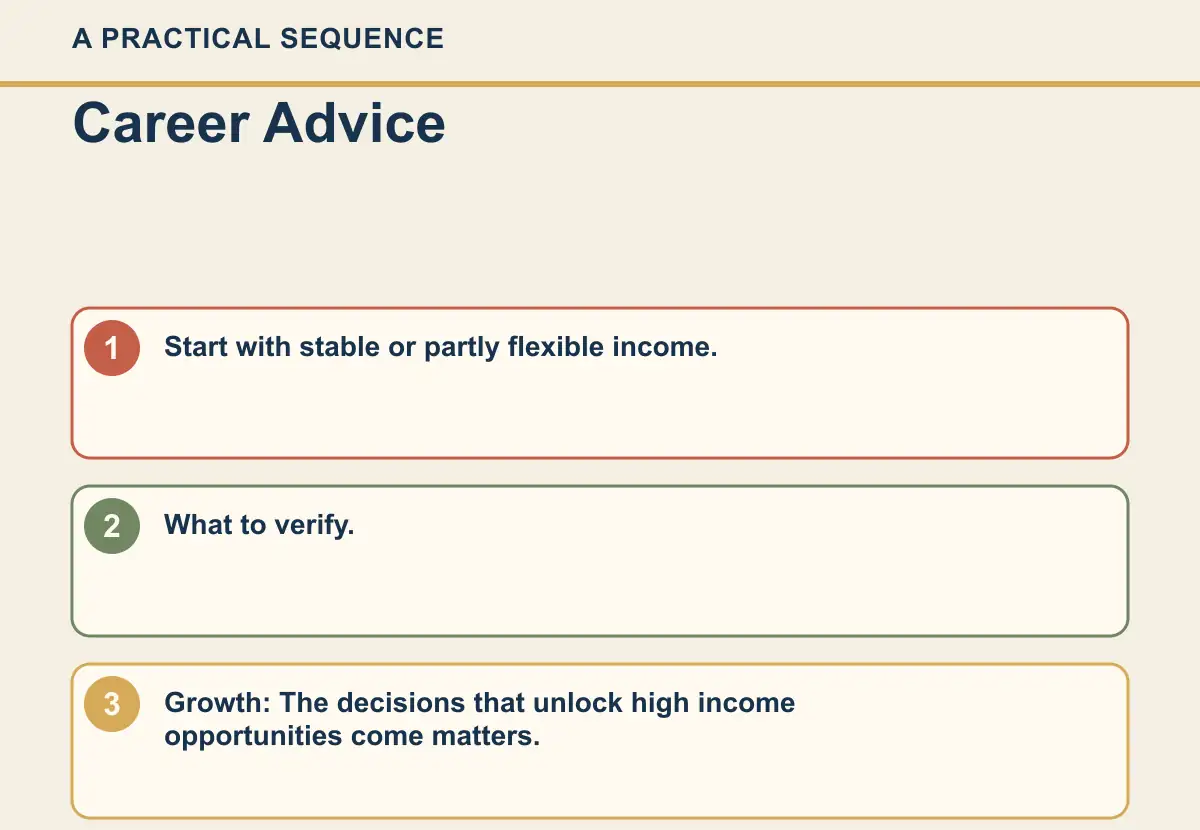 A PRACTICAL SEQUENCE
Career Advice
1
Start with stable or partly flexible income.
2
What to verify.
3
Growth: The decisions that unlock high income
opportunities come matters.